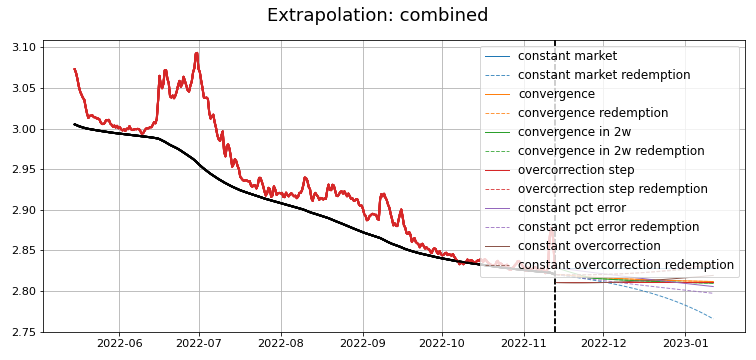 Extrapolation: combined
3.10
3.05
3.00
2.95
2.90
2.85
2.80
2.75
constant market
constant market redemption
convergence
convergence redemption
convergence in 2w
convergence in 2w redemption
overcorrection step
overcorrection step redemption
constant pct error
constant pct error redemption
constant overcorrection
constant overcorrection redemption
2022-06 2022-07 2022-08 2022-09 2022-10 2022-11 2022-12 2023-01